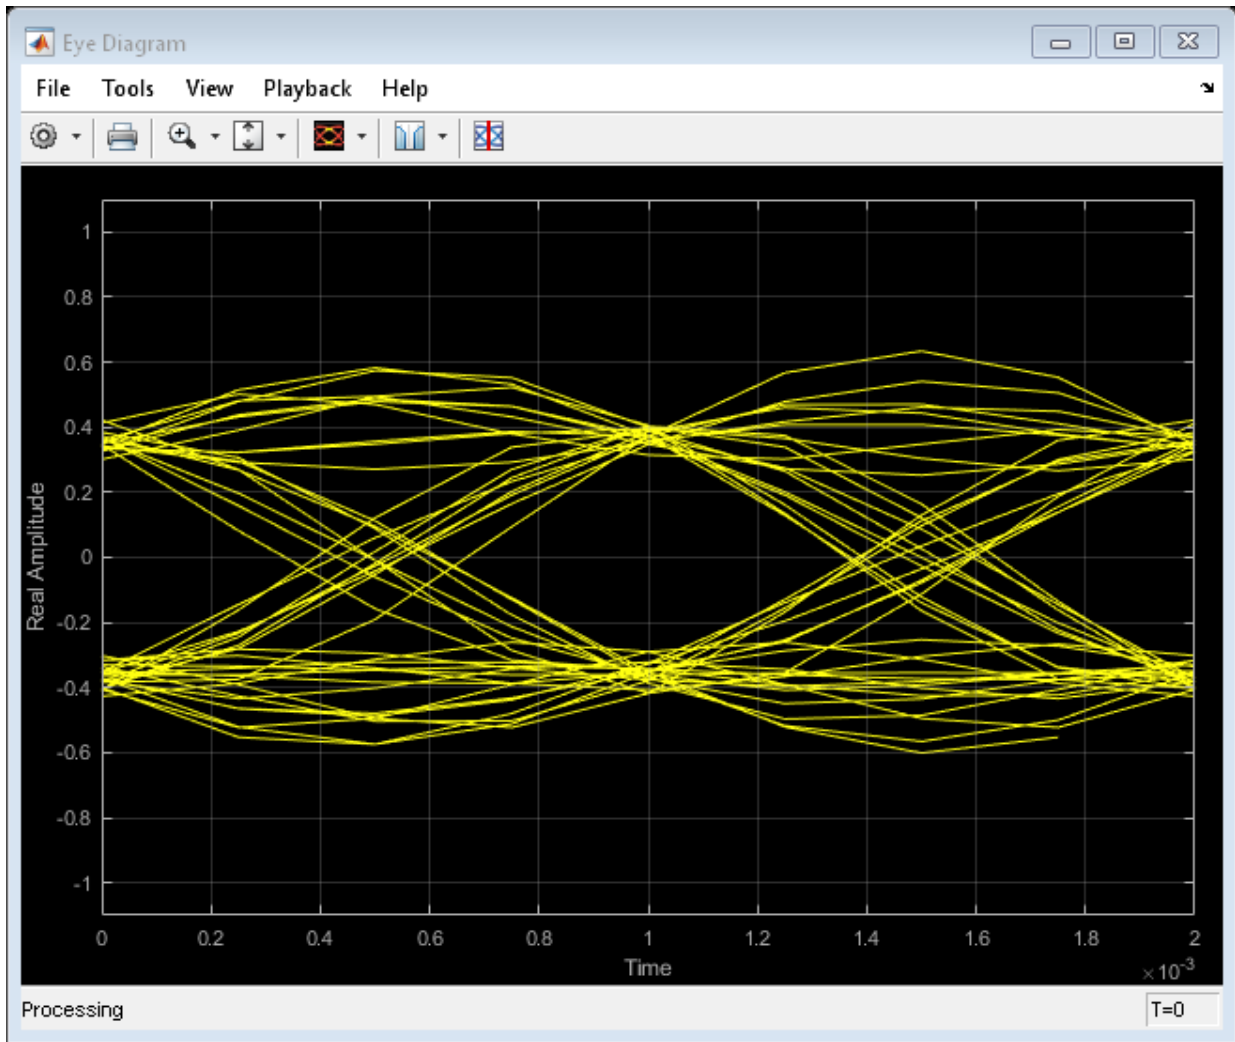 Eye Diagram
File Tools View Playback Help
1
0.8
0.6
0.4
0.2
0
-0.2
-0.4
-0.6
-0.8
-1
Real Amplitude
0 0.2 0.4 0.6 0.8 1 1.2 1.4 1.6 1.8 2
Time
×10⁻³
Processing T=0